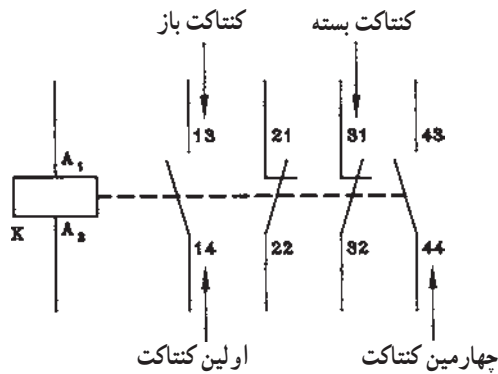 کنتاکت بسته
کنتاکت باز
13 21 31 43
A₁
K A₂
14 22 32 44
چهارمین کنتاکت
اولین کنتاکت